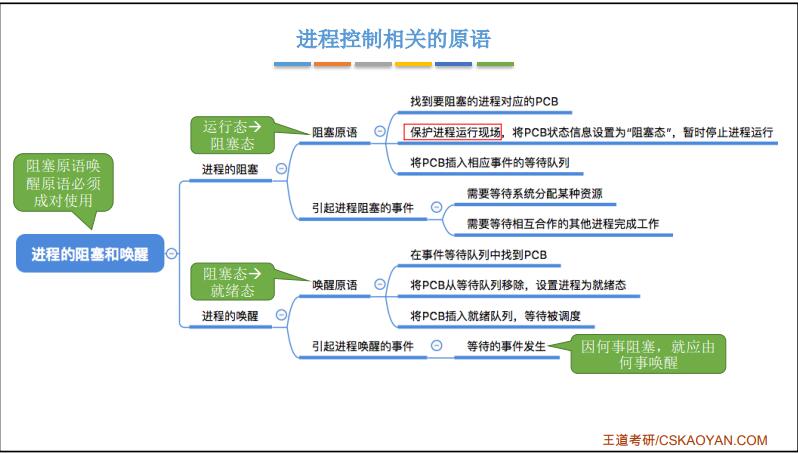 进程控制相关的原语
找到要阻塞的进程对应的PCB
运行态→
阻塞态
阻塞原语
保护进程运行现场，将PCB状态信息设置为“阻塞态”，暂时停止进程运行
进程的阻塞
将PCB插入相应事件的等待队列
阻塞原语唤
醒原语必须
成对使用
需要等待系统分配某种资源
引起进程阻塞的事件
需要等待相互合作的其他进程完成工作
进程的阻塞和唤醒
在事件等待队列中找到PCB
阻塞态→
就绪态
唤醒原语
将PCB从等待队列移除，设置进程为就绪态
进程的唤醒
将PCB插入就绪队列，等待被调度
引起进程唤醒的事件
等待的事件发生
因何事阻塞，就应由
何事唤醒
王道考研/CSKAOYAN.COM